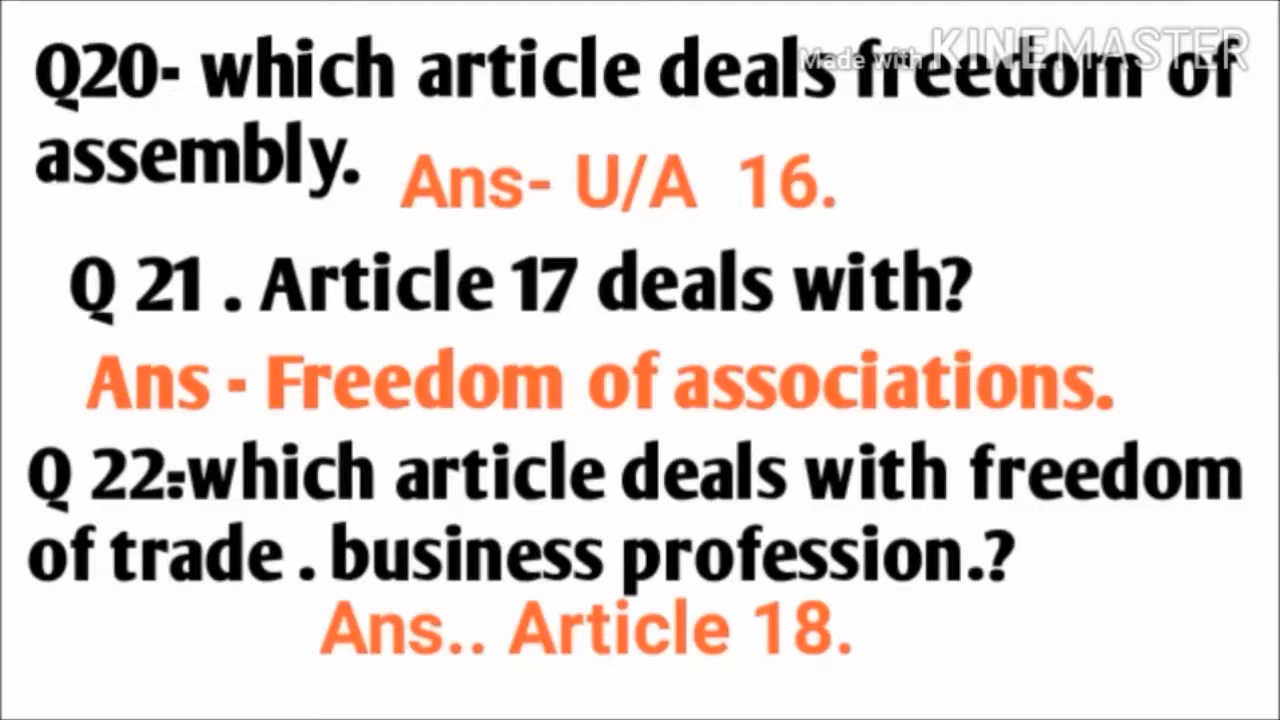 Made with KINEMASTER
Q20- which article deals freedom of
assembly.
Ans- U/A 16.
Q 21 . Article 17 deals with?
Ans - Freedom of associations.
Q 22:-which article deals with freedom
of trade . business profession.?
Ans.. Article 18.